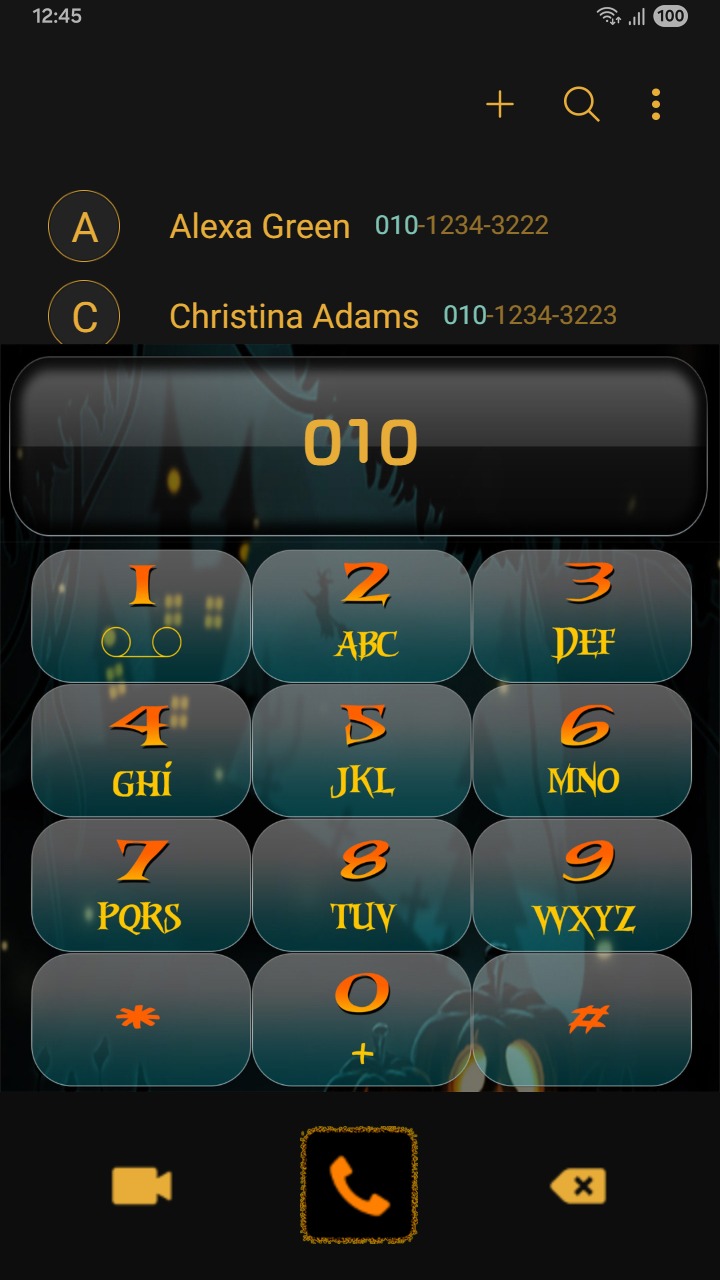 12:45 100
A Alexa Green 010-1234-3222
C Christina Adams 010-1234-3223
010
1 2 3
ABC DEF
4 5 6
GHI JKL MNO
7 8 9
PQRS TUV WXYZ
* 0 #
+